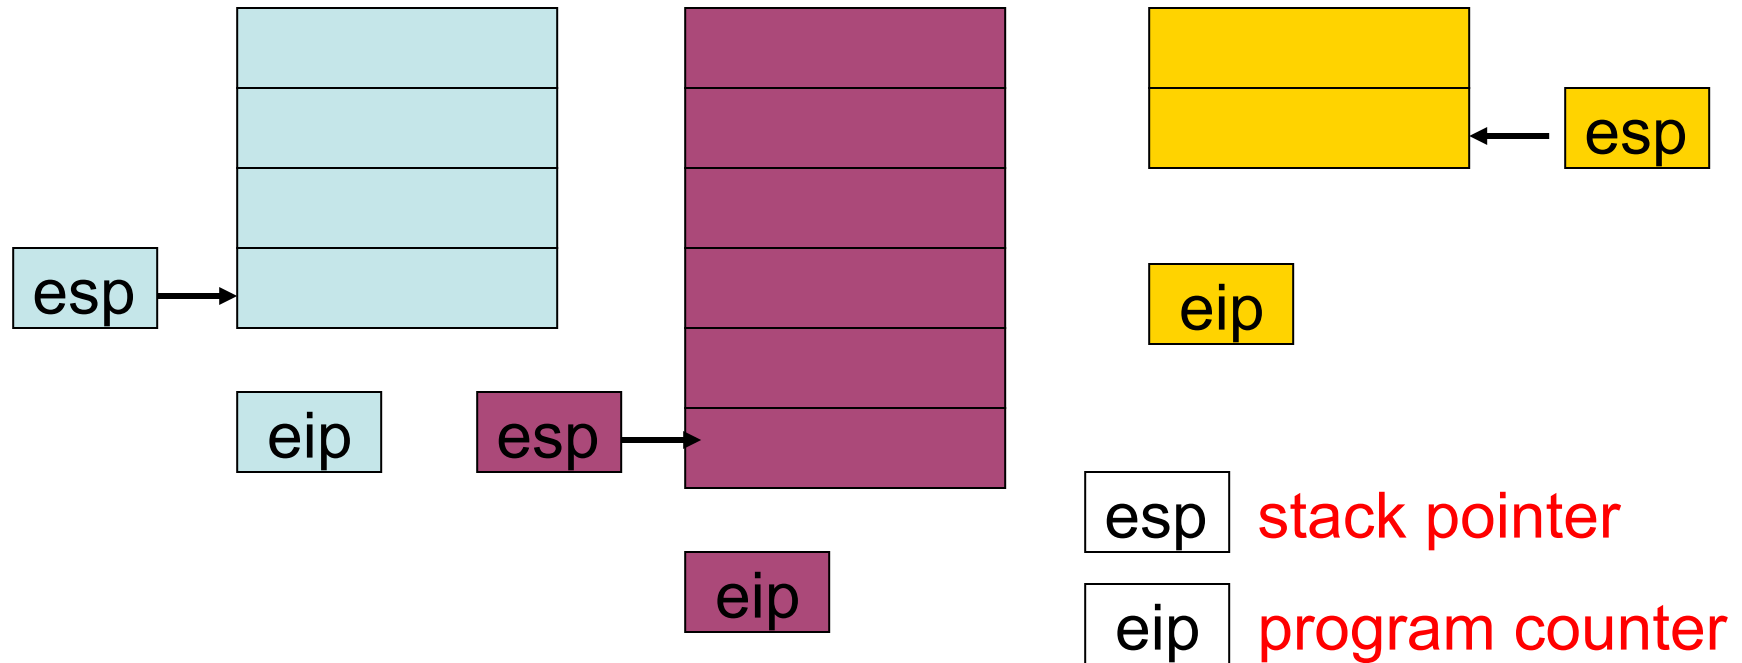 esp
esp
eip
eip
esp
esp stack pointer
eip
eip program counter